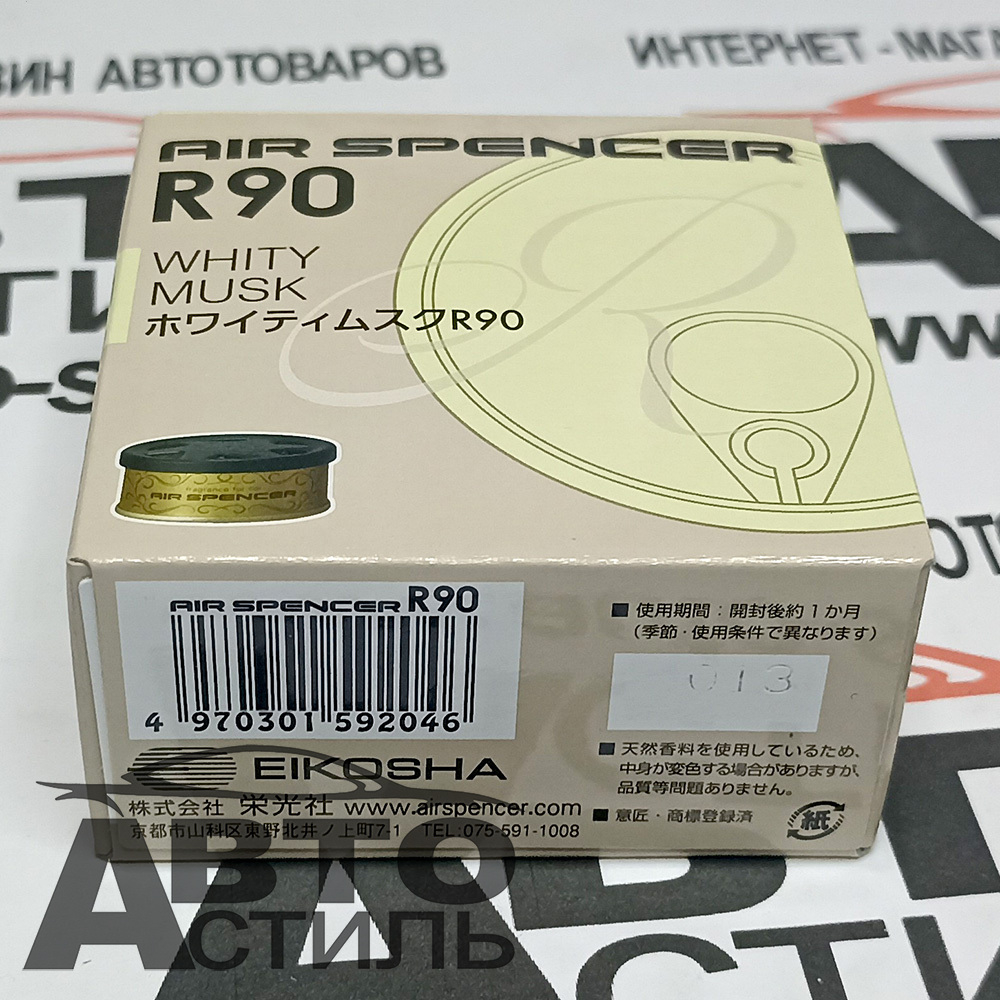 ЗИН АВТОТОВАРОВ
ИНТЕРНЕТ - МАГА
AIR SPENCER
R90
WHITY
MUSK
ホワイティムスクR90
R
AIR SPENCER
AIR SPENCER R90
4 970301 592046
EIKOSHA
株式会社 栄光社 www.airspencer.com
京都市山科区東野北井ノ上町7-1 TEL:075-591-1008
■ 使用期間：開封後約1か月
（季節・使用条件で異なります）
013
■ 天然香料を使用しているため、
中身が変色する場合がありますが、
品質等問題ありません。
■ 意匠・商標登録済
紙
АВТО
СТИЛЬ